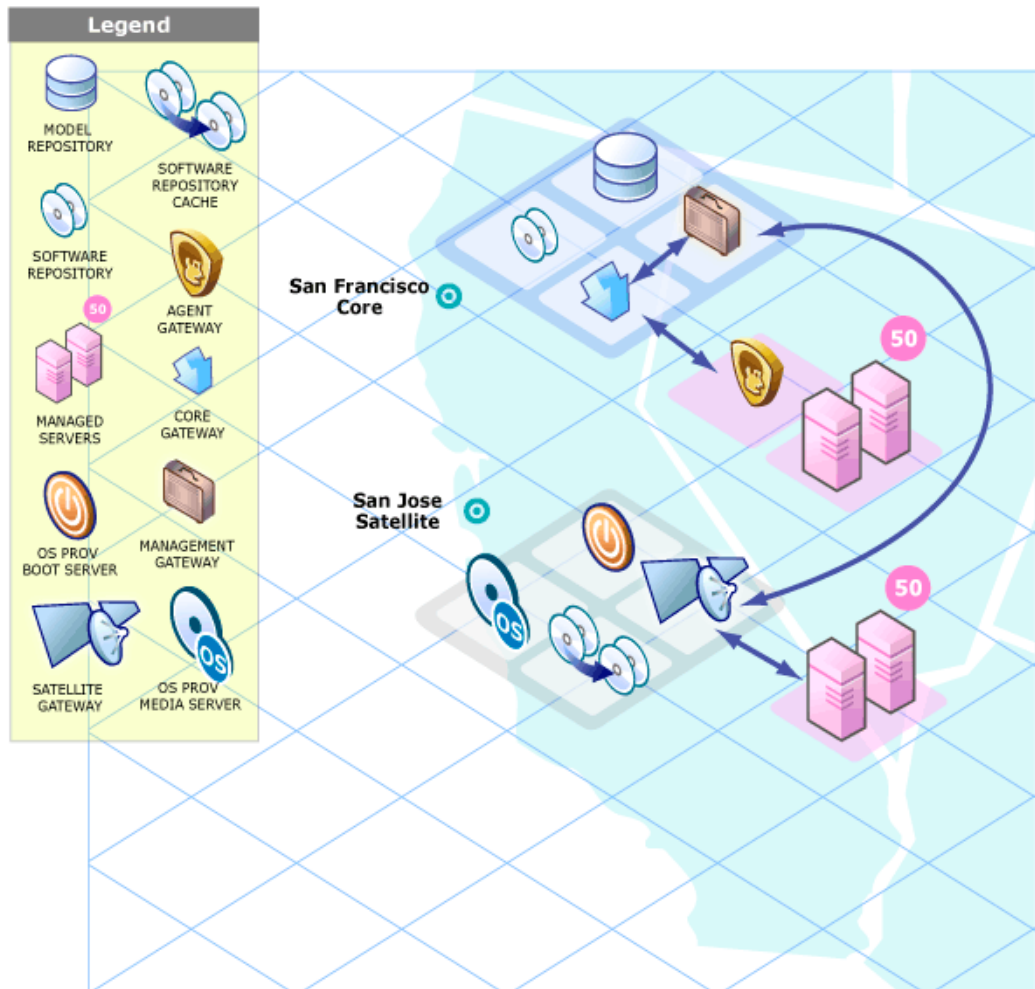 Legend
MODEL
REPOSITORY
SOFTWARE
REPOSITORY
CACHE
SOFTWARE
REPOSITORY
AGENT
GATEWAY
50
MANAGED
SERVERS
CORE
GATEWAY
OS PROV
BOOT SERVER
MANAGEMENT
GATEWAY
OS
SATELLITE
GATEWAY
OS PROV
MEDIA SERVER
San Francisco
Core
50
San Jose
Satellite
OS
50